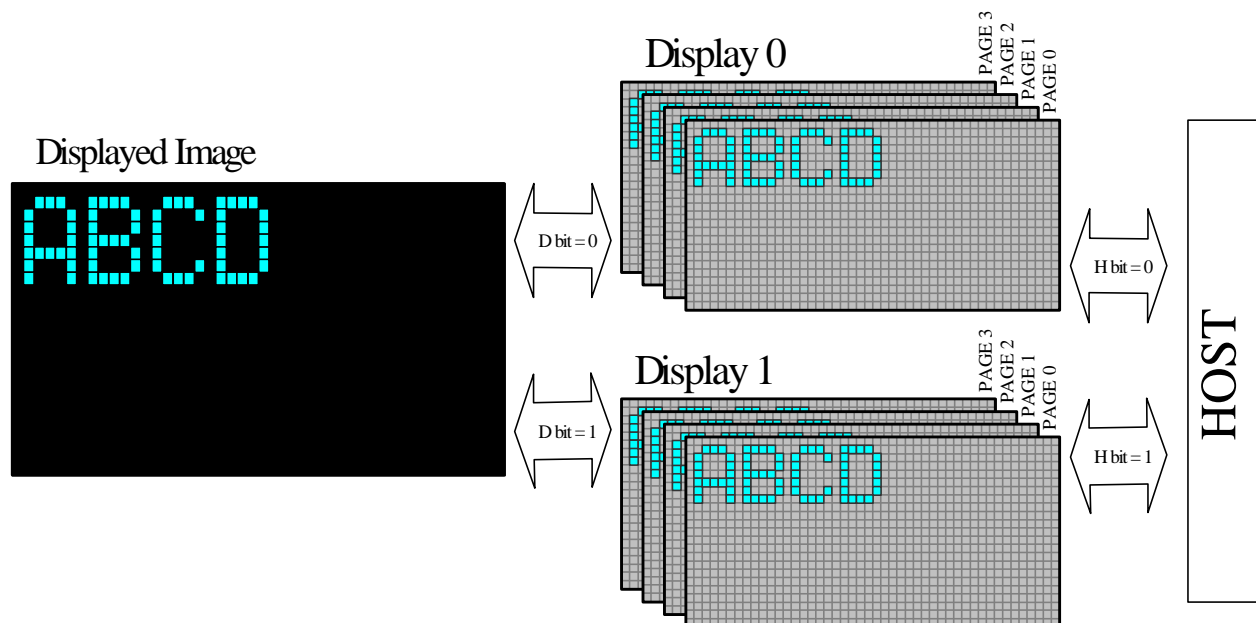 Displayed Image
ABCD
D bit = 0
D bit = 1
Display 0
PAGE 3
PAGE 2
PAGE 1
PAGE 0
ABCD
Display 1
PAGE 3
PAGE 2
PAGE 1
PAGE 0
ABCD
H bit = 0
H bit = 1
HOST